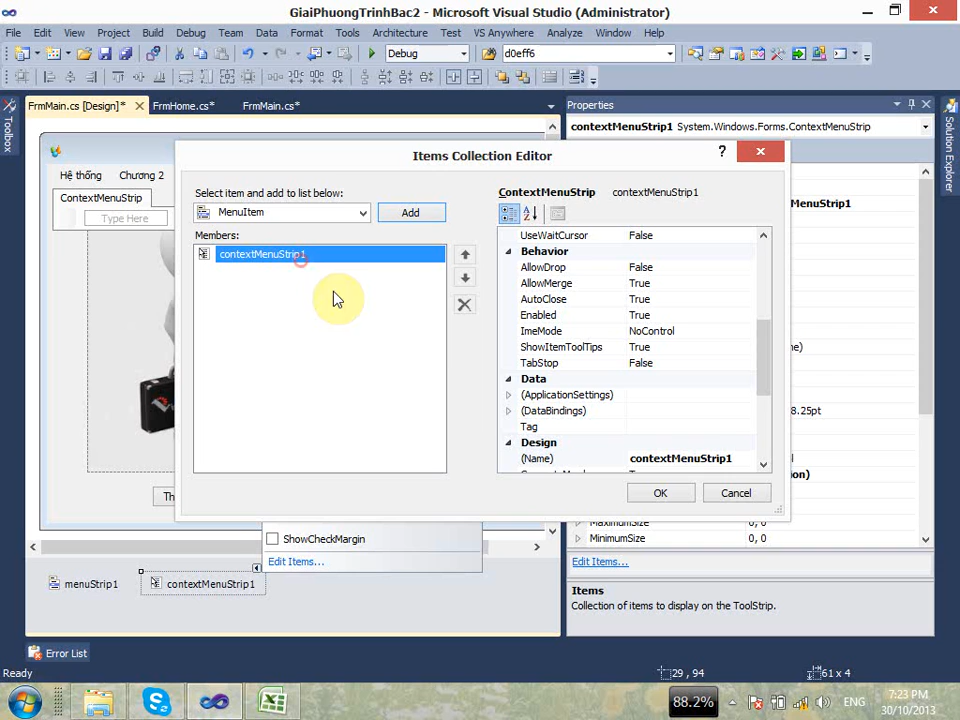 GiaiPhuongTrinhBac2 - Microsoft Visual Studio (Administrator)
File Edit View Project Build Debug Team Data Format Tools Architecture Test VS Anywhere Analyze Window Help
Debug d0eff6
FrmMain.cs [Design]* FrmHome.cs* FrmMain.cs* Properties
contextMenuStrip1 System.Windows.Forms.ContextMenuStrip
Toolbox
Solution Explorer
Items Collection Editor
Hệ thống Chương 2
ContextMenuStrip
Type Here
Select item and add to list below:
ContextMenuStrip contextMenuStrip1
MenuItem Add
Members:
contextMenuStrip1
UseWaitCursor False
Behavior
AllowDrop False
AllowMerge True
AutoClose True
Enabled True
ImeMode NoControl
ShowItemToolTips True
TabStop False
Data
(ApplicationSettings)
(DataBindings)
Tag
Design
(Name) contextMenuStrip1
OK Cancel
Th
8.25pt
MaximumSize 0, 0
MinimumSize 0, 0
ShowCheckMargin
Edit Items...
Edit Items...
menuStrip1 contextMenuStrip1
Items
Collection of items to display on the ToolStrip.
Error List
Ready 29 , 94 61 x 4
88.2% ENG 7:23 PM
30/10/2013